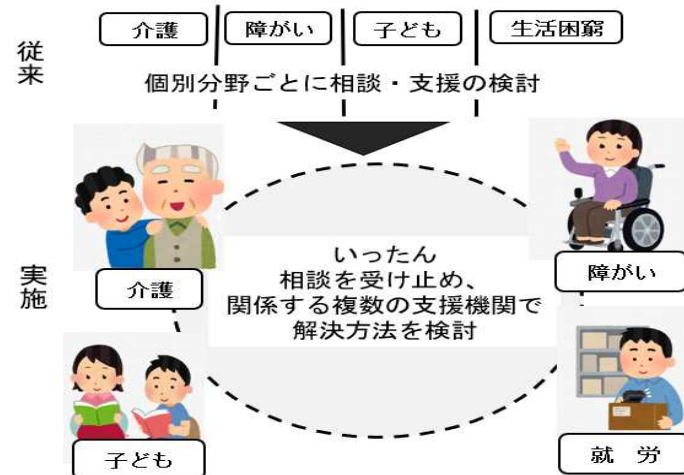 従来
介護
障がい
子ども
生活困窮
個別分野ごとに相談・支援の検討
実施
いったん
相談を受け止め、
関係する複数の支援機関で
解決方法を検討
介護
障がい
子ども
就 労